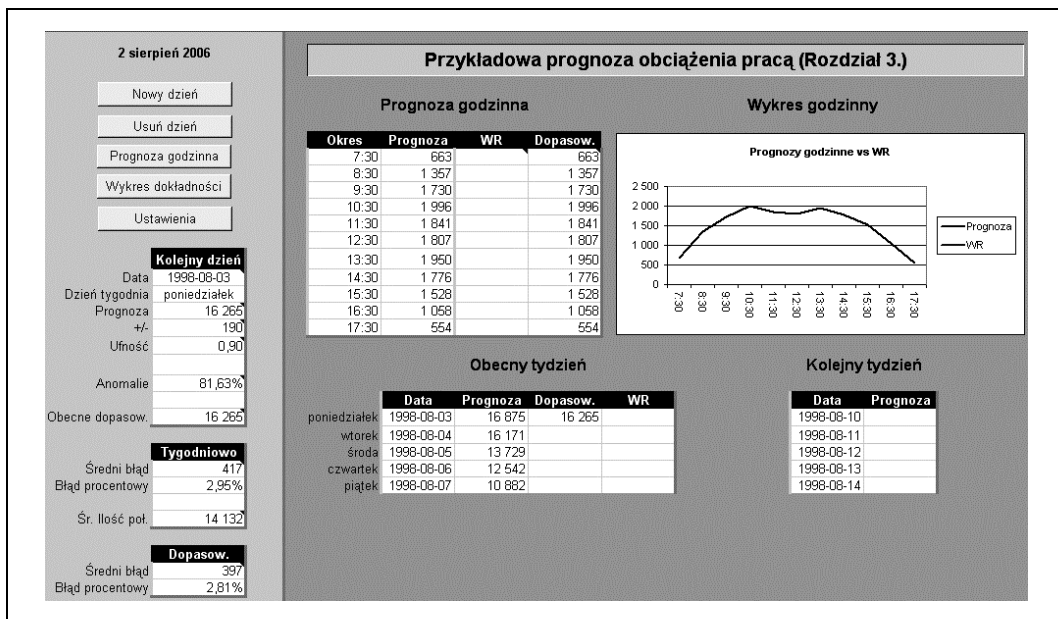 2 sierpień 2006
Nowy dzień
Usuń dzień
Prognoza godzinna
Wykres dokładności
Ustawienia
Kolejny dzień
Data 1998-08-03
Dzień tygodnia poniedziałek
Prognoza 16 265
+/- 190
Ufność 0,90
Anomalie 81,63%
Obecne dopasow. 16 265
Tygodniowo
Średni błąd 417
Błąd procentowy 2,95%
Śr. Ilość poł. 14 132
Dopasow.
Średni błąd 397
Błąd procentowy 2,81%
Przykładowa prognoza obciążenia pracą (Rozdział 3.)
Prognoza godzinna
Okres Prognoza WR Dopasow.
7:30 663 663
8:30 1 357 1 357
9:30 1 730 1 730
10:30 1 996 1 996
11:30 1 841 1 841
12:30 1 807 1 807
13:30 1 950 1 950
14:30 1 776 1 776
15:30 1 528 1 528
16:30 1 058 1 058
17:30 554 554
Wykres godzinny
Prognozy godzinne vs WR
2 500
2 000
1 500
1 000
500
0
7:30 8:30 9:30 10:30 11:30 12:30 13:30 14:30 15:30 16:30 17:30
Prognoza
WR
Obecny tydzień
Data Prognoza Dopasow. WR
poniedziałek 1998-08-03 16 875 16 265
wtorek 1998-08-04 16 171
środa 1998-08-05 13 729
czwartek 1998-08-06 12 542
piątek 1998-08-07 10 882
Kolejny tydzień
Data Prognoza
1998-08-10
1998-08-11
1998-08-12
1998-08-13
1998-08-14